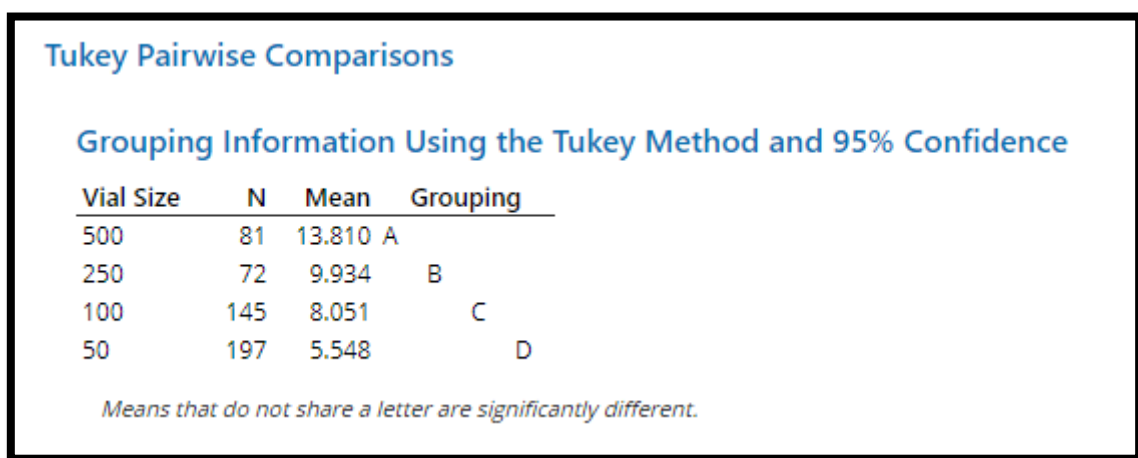 Tukey Pairwise Comparisons
Grouping Information Using the Tukey Method and 95% Confidence
Vial Size N Mean Grouping
500 81 13.810 A
250 72 9.934 B
100 145 8.051 C
50 197 5.548 D
Means that do not share a letter are significantly different.